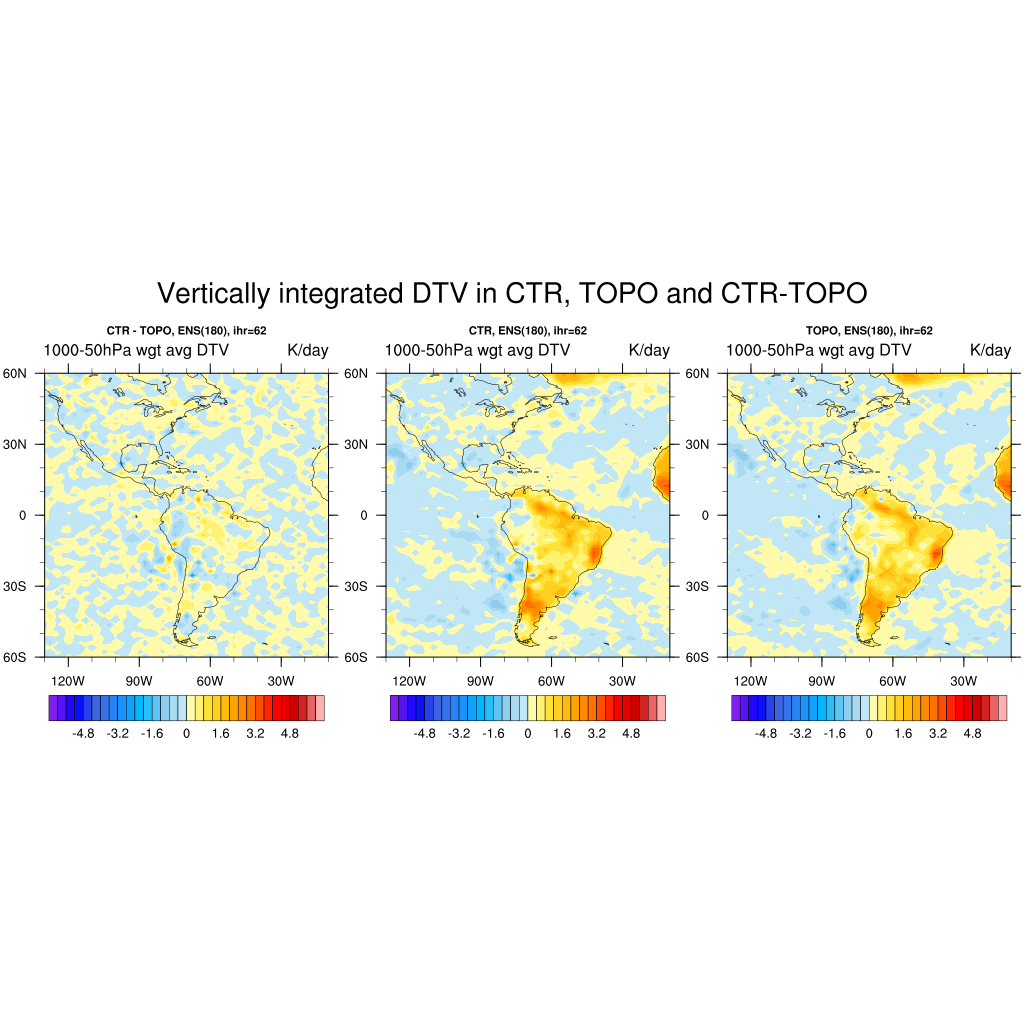 Vertically integrated DTV in CTR, TOPO and CTR-TOPO
CTR - TOPO, ENS(180), ihr=62
1000-50hPa wgt avg DTV K/day
60N
30N
0
30S
60S
120W 90W 60W 30W
-4.8 -3.2 -1.6 0 1.6 3.2 4.8
CTR, ENS(180), ihr=62
1000-50hPa wgt avg DTV K/day
60N
30N
0
30S
60S
120W 90W 60W 30W
-4.8 -3.2 -1.6 0 1.6 3.2 4.8
TOPO, ENS(180), ihr=62
1000-50hPa wgt avg DTV K/day
60N
30N
0
30S
60S
120W 90W 60W 30W
-4.8 -3.2 -1.6 0 1.6 3.2 4.8